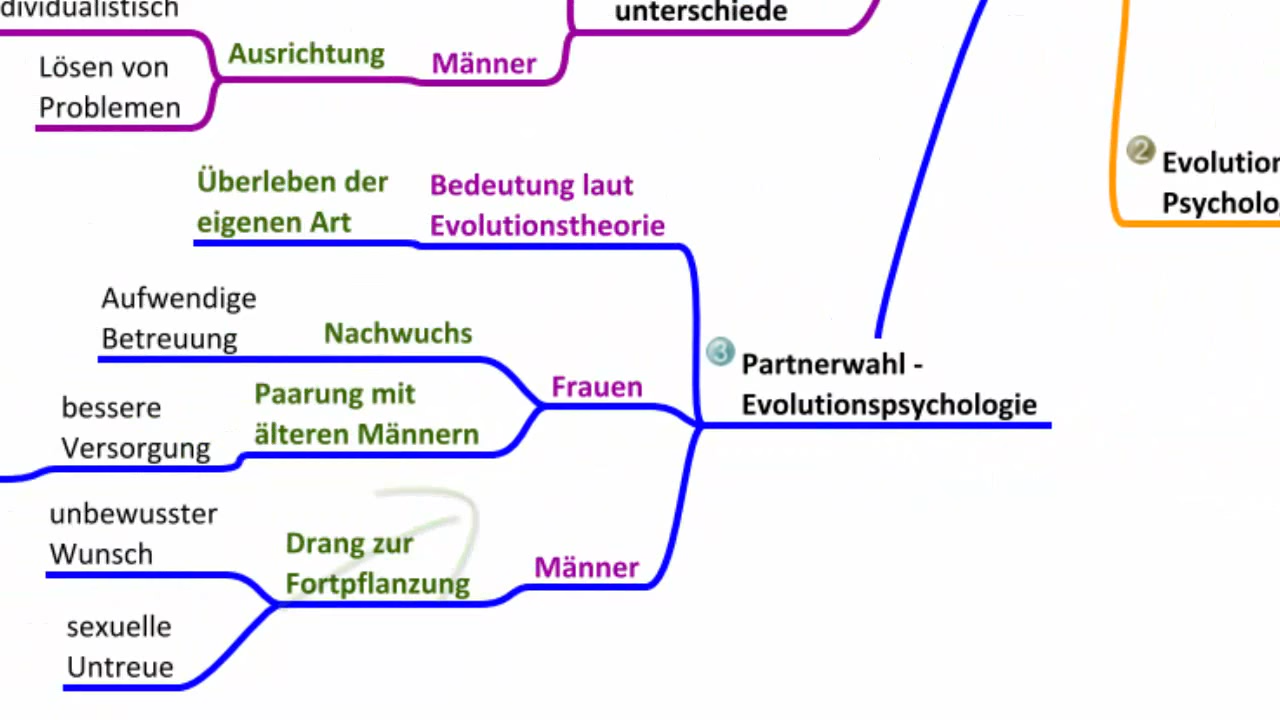 dividualistisch
unterschiede
Ausrichtung
Männer
Lösen von
Problemen
2
Evolution
Psycholo
Überleben der
eigenen Art
Bedeutung laut
Evolutionstheorie
Aufwendige
Betreuung
Nachwuchs
3
Partnerwahl -
Evolutionspsychologie
Frauen
Paarung mit
älteren Männern
bessere
Versorgung
unbewusster
Wunsch
Drang zur
Fortpflanzung
Männer
sexuelle
Untreue